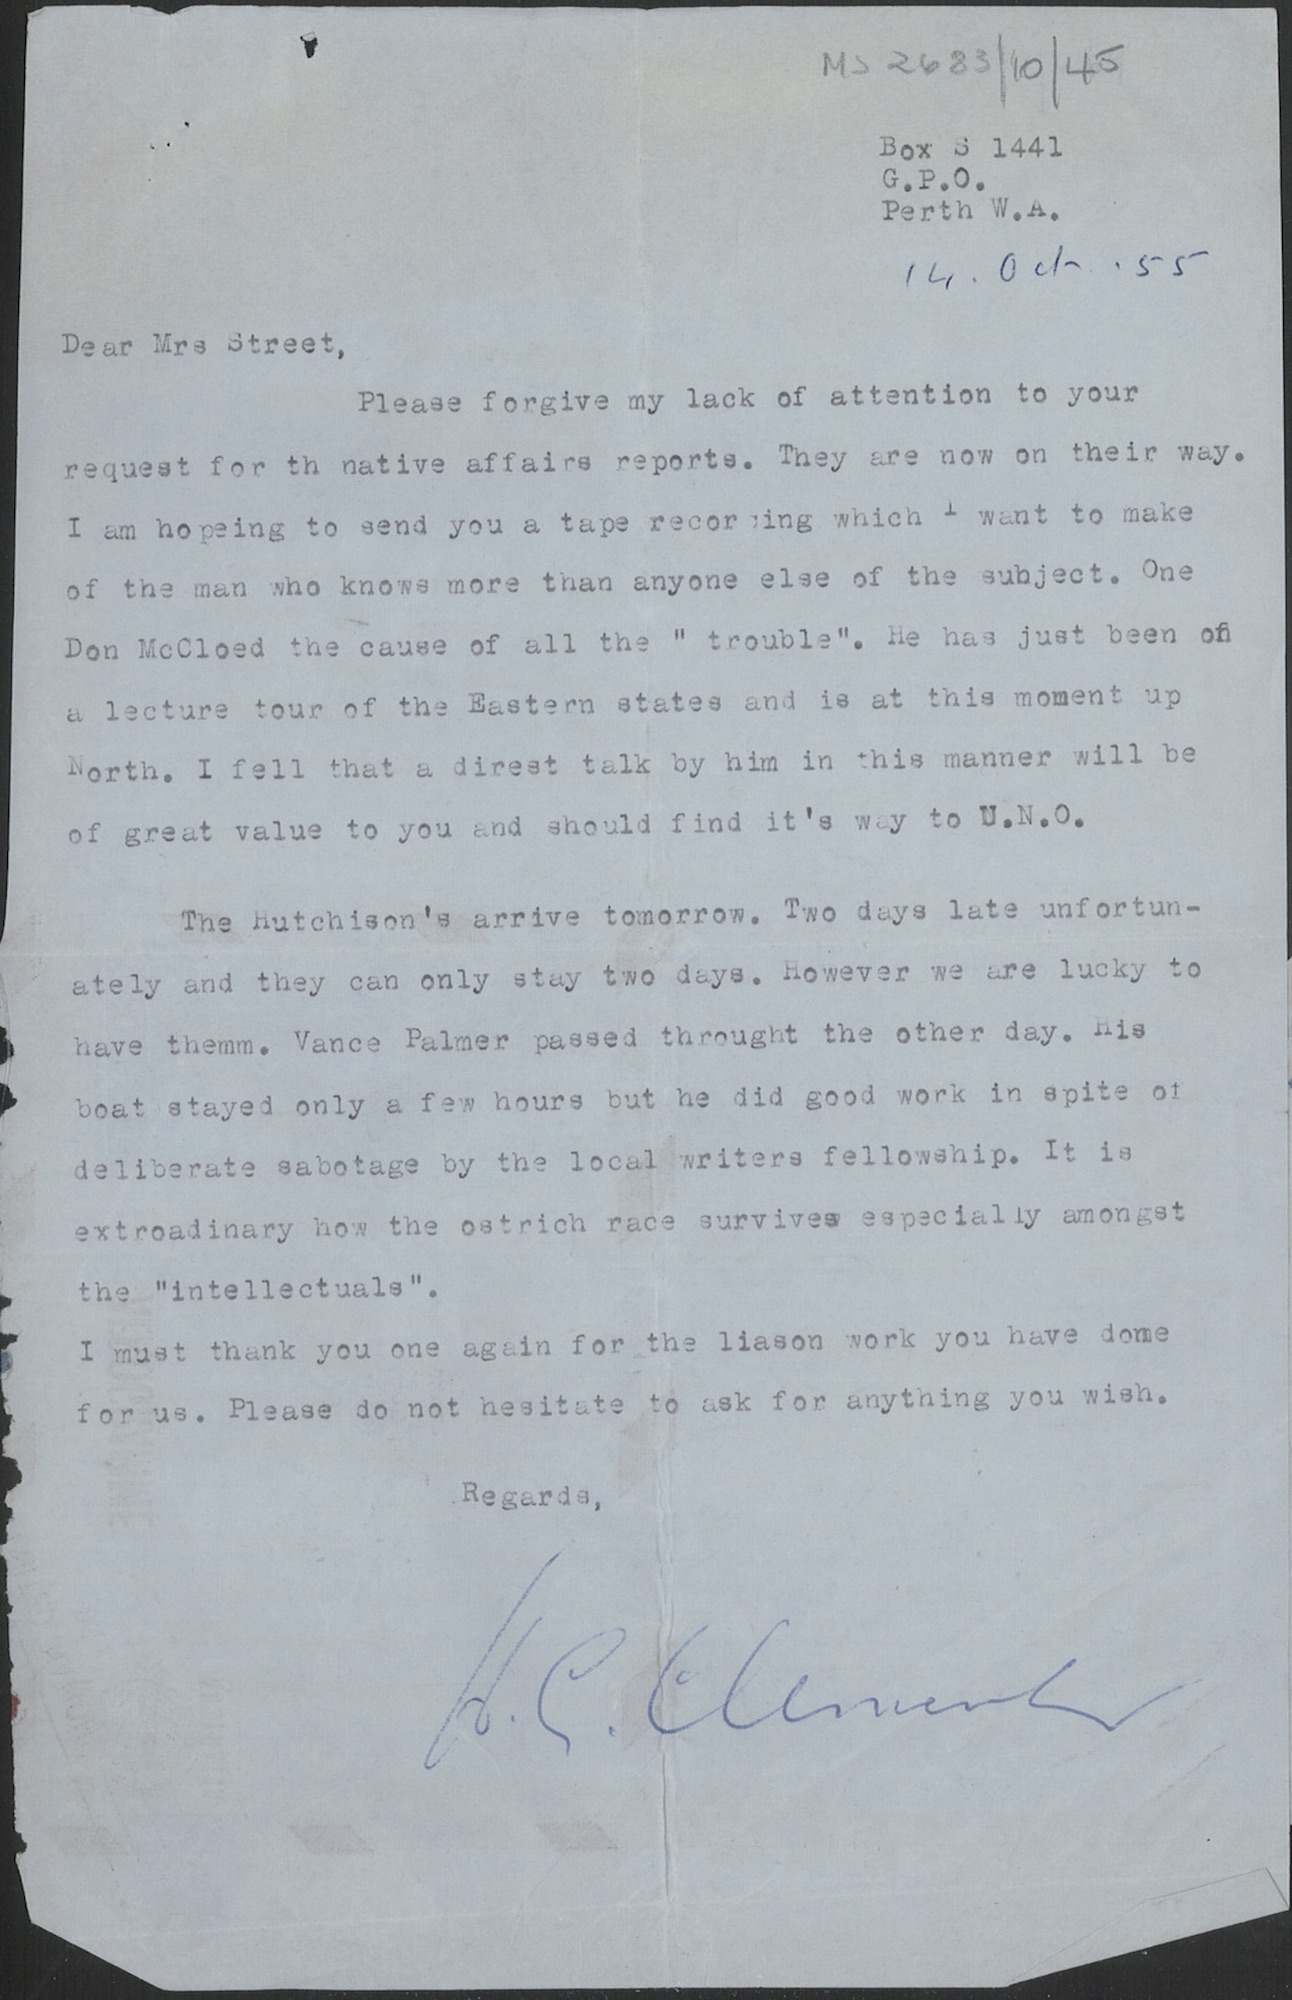 MS 2683/10/45
Box S 1441
G.P.O.
Perth W.A.
14. Oct. 55
Dear Mrs Street,
Please forgive my lack of attention to your
request for th native affairs reports. They are now on their way.
I am hopeing to send you a tape recording which I want to make
of the man who knows more than anyone else of the subject. One
Don McCloed the cause of all the " trouble". He has just been on
a lecture tour of the Eastern states and is at this moment up
North. I fell that a direst talk by him in this manner will be
of great value to you and should find it's way to U.N.O.
The Hutchison's arrive tomorrow. Two days late unfortun-
ately and they can only stay two days. However we are lucky to
have themm. Vance Palmer passed throught the other day. His
boat stayed only a few hours but he did good work in spite of
deliberate sabotage by the local writers fellowship. It is
extroadinary how the ostrich race survives especially amongst
the "intellectuals".
I must thank you one again for the liason work you have dome
for us. Please do not hesitate to ask for anything you wish.
Regards,